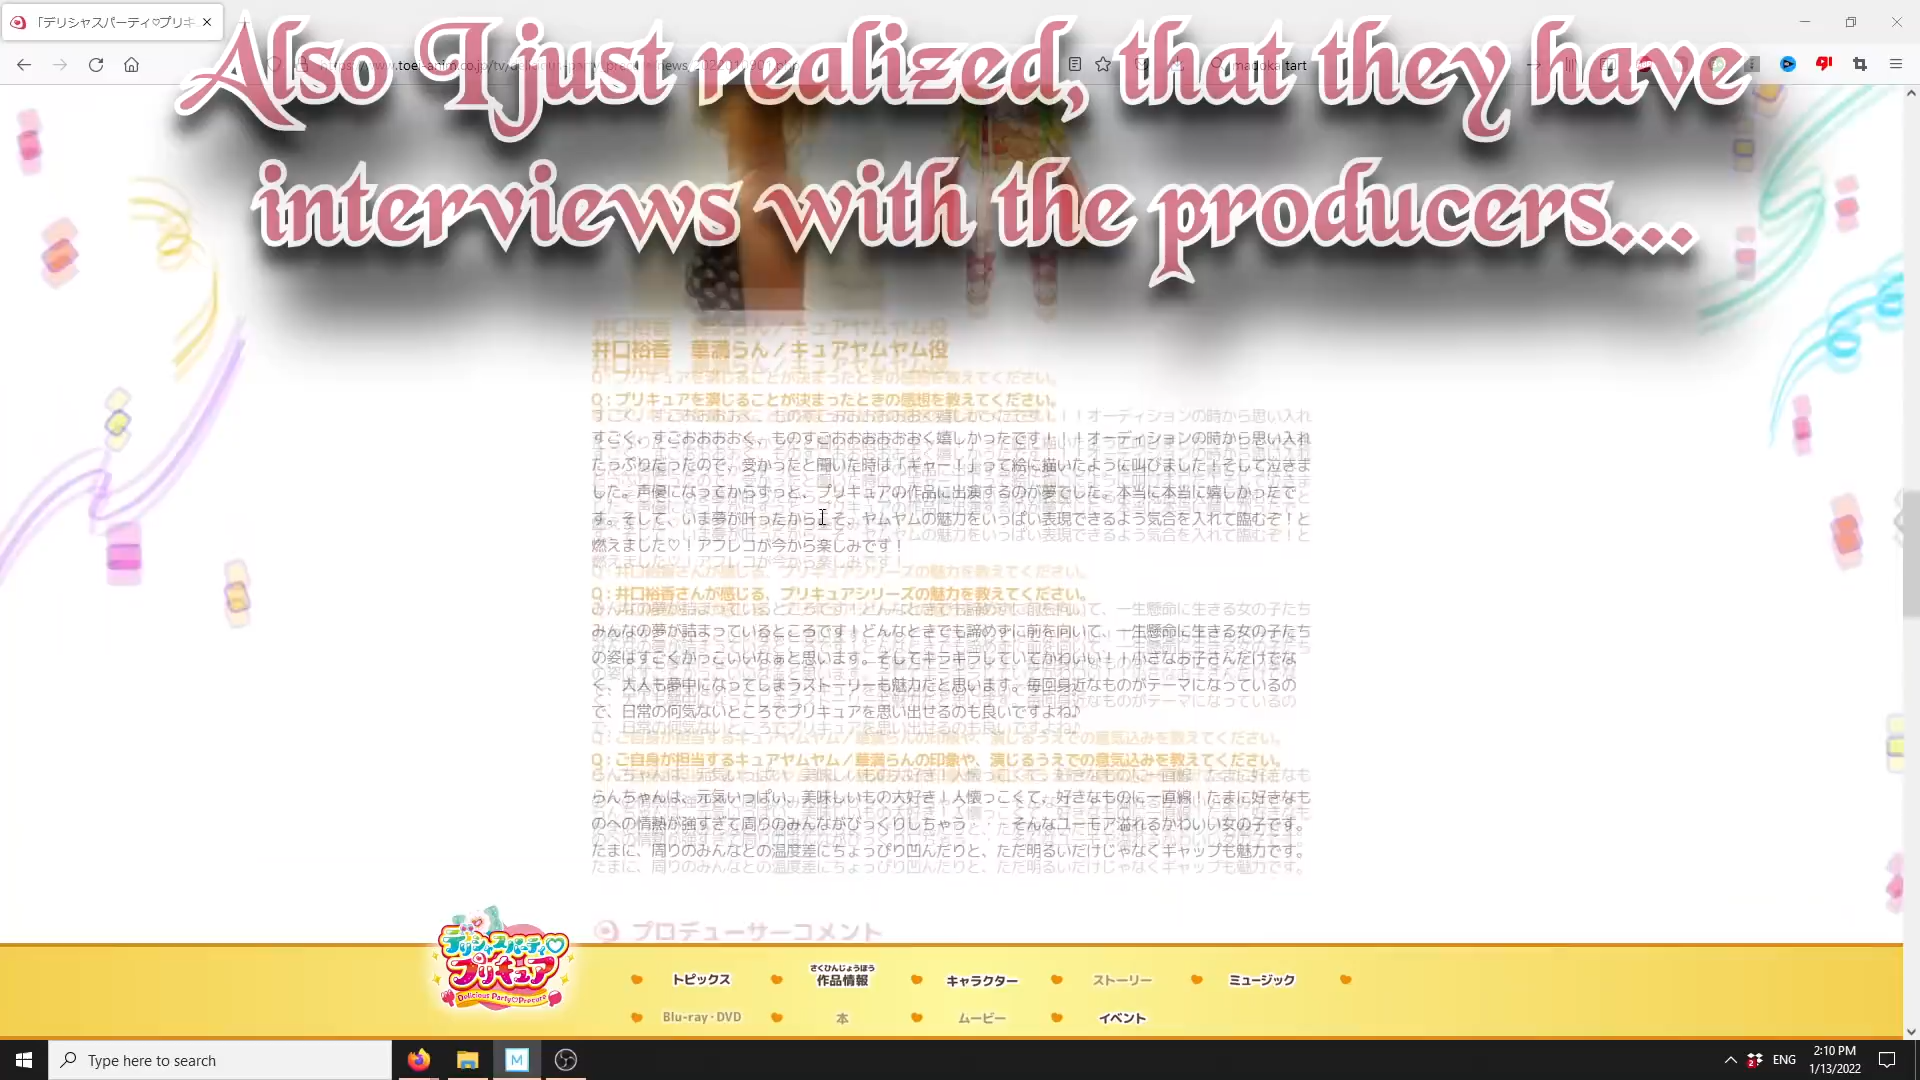 「デリシャスパーティ♡プリキ
Also I just realized, that they have
interviews with the producers...
madoka tart
井口裕香　華満らん／キュアヤムヤム役
Q：プリキュアを演じることが決まったときの感想を教えてください。
すごく、すごおおおおく、ものすごおおおおおおく嬉しかったです！！！オーディションの時から思い入れ
たっぷりだったので、受かったと聞いた時は「ギャー！」って絵に描いたように叫びました！そして泣きま
した。声優になってからずっと、プリキュアの作品に出演するのが夢でした。本当に本当に嬉しかったで
す。そして、いま夢が叶ったからこそ、ヤムヤムの魅力をいっぱい表現できるよう気合を入れて臨むぞ！と
燃えました♡！アフレコが今から楽しみです！
Q：井口裕香さんが感じる、プリキュアシリーズの魅力を教えてください。
みんなの夢が詰まっているところです！どんなときでも諦めずに前を向いて、一生懸命に生きる女の子たち
の姿はすごくかっこいいなぁと思います。そしてキラキラしていてかわいい！！小さなお子さんだけでな
く、大人も夢中になってしまうストーリーも魅力だと思います。毎回身近なものがテーマになっているの
で、日常の何気ないところでプリキュアを思い出せるのも良いですよね♪
Q：ご自身が担当するキュアヤムヤム／華満らんの印象や、演じるうえでの意気込みを教えてください。
らんちゃんは、元気いっぱい、美味しいもの大好き！人懐っこくて、好きなものに一直線！たまに好きなも
のへの情熱が強すぎて周りのみんながびっくりしちゃう・・・そんなユーモア溢れるかわいい女の子です。
たまに、周りのみんなとの温度差にちょっぴり凹んだりと、ただ明るいだけじゃなくギャップも魅力です。
プロデューサーコメント
デリシャスパーティ♡
プリキュア
Delicious Party♡Precure
トピックス
さくひんじょうほう
作品情報
キャラクター
ストーリー
ミュージック
Blu-ray・DVD
本
ムービー
イベント
Type here to search
ENG
2:10 PM
1/13/2022